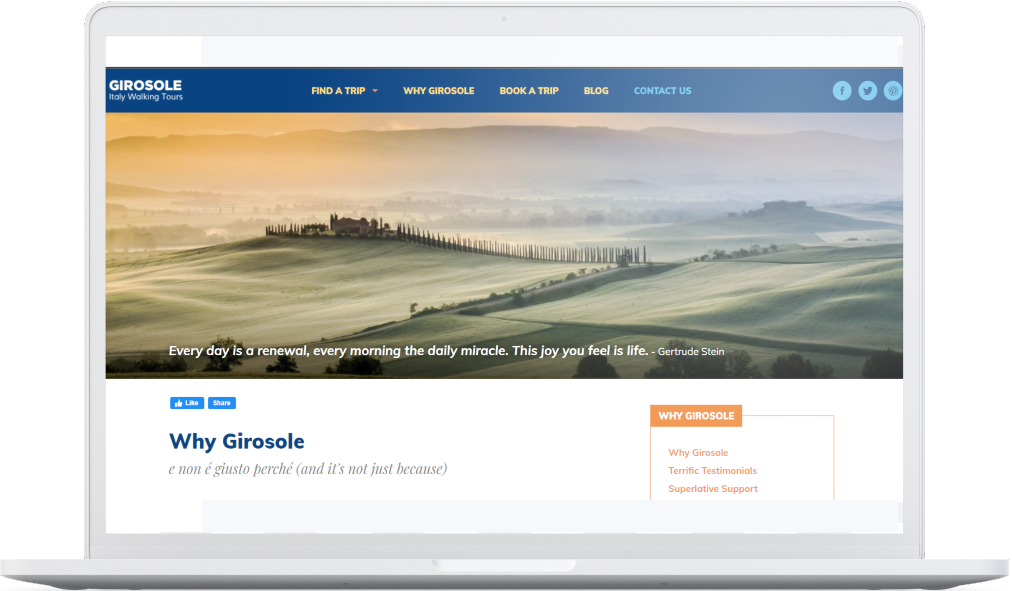 GIROSOLE
Italy Walking Tours
FIND A TRIP
WHY GIROSOLE
BOOK A TRIP
BLOG
CONTACT US
Every day is a renewal, every morning the daily miracle. This joy you feel is life. - Gertrude Stein
Like
Share
Why Girosole
e non é giusto perché (and it's not just because)
WHY GIROSOLE
Why Girosole
Terrific Testimonials
Superlative Support